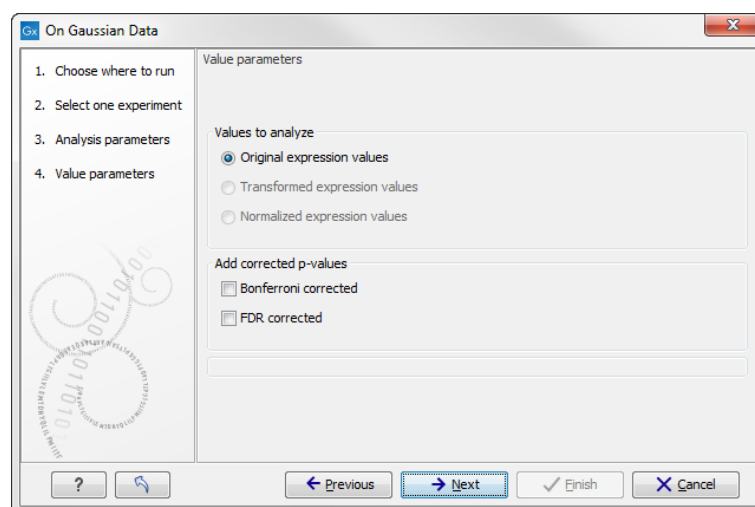 Gx On Gaussian Data
1. Choose where to run
2. Select one experiment
3. Analysis parameters
4. Value parameters
Value parameters
Values to analyze
Original expression values
Transformed expression values
Normalized expression values
Add corrected p-values
Bonferroni corrected
FDR corrected
?
Previous
Next
Finish
Cancel